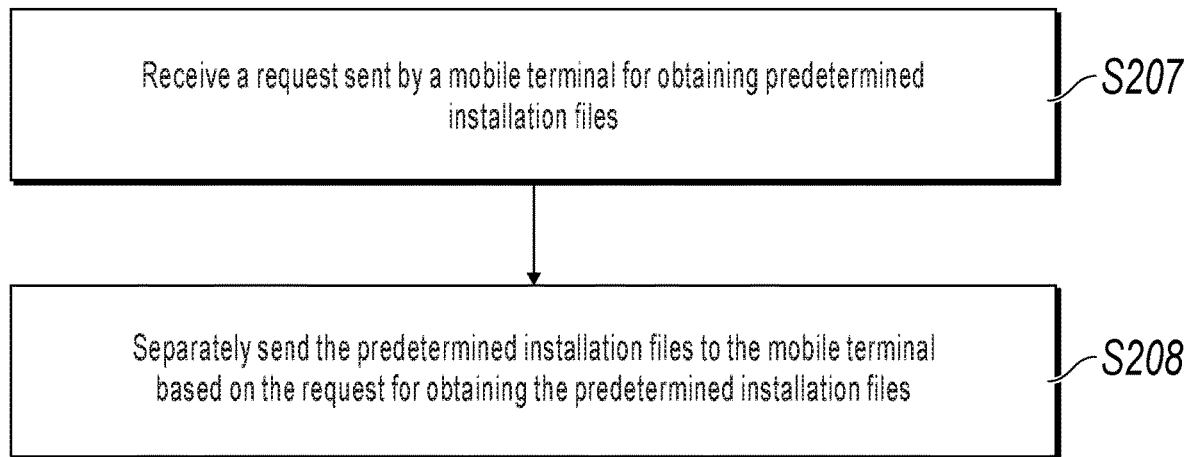 Receive a request sent by a mobile terminal for obtaining predetermined
installation files
S207
Separately send the predetermined installation files to the mobile terminal
based on the request for obtaining the predetermined installation files
S208